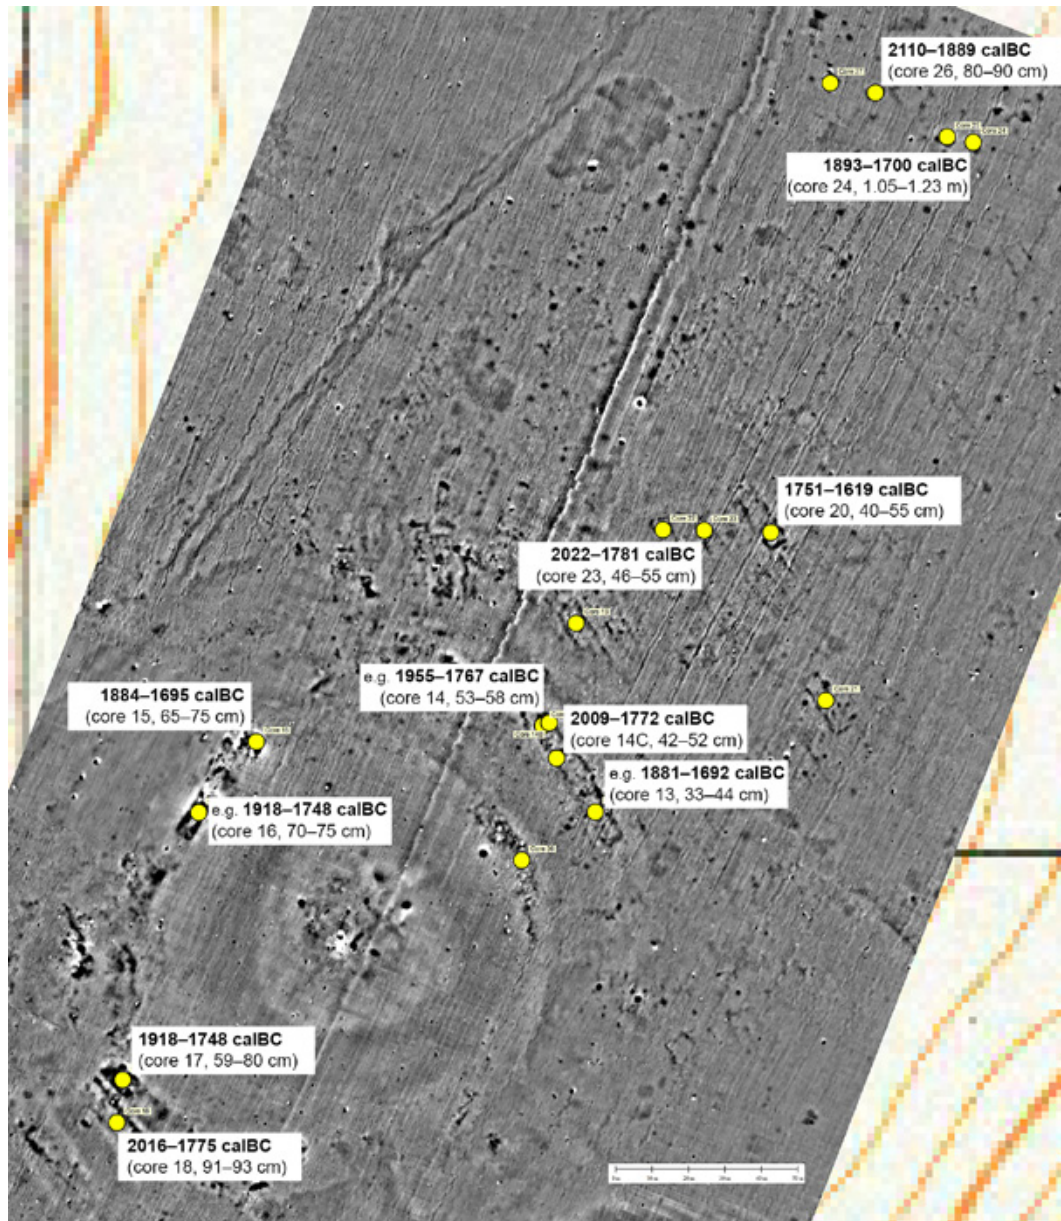 2110–1889 calBC
(core 26, 80–90 cm)
Core 27
1893–1700 calBC
(core 24, 1.05–1.23 m)
1751–1619 calBC
(core 20, 40–55 cm)
2022–1781 calBC
(core 23, 46–55 cm)
e.g. 1955–1767 calBC
(core 14, 53–58 cm)
1884–1695 calBC
(core 15, 65–75 cm)
2009–1772 calBC
(core 14C, 42–52 cm)
e.g. 1881–1692 calBC
(core 13, 33–44 cm)
e.g. 1918–1748 calBC
(core 16, 70–75 cm)
1918–1748 calBC
(core 17, 59–80 cm)
2016–1775 calBC
(core 18, 91–93 cm)